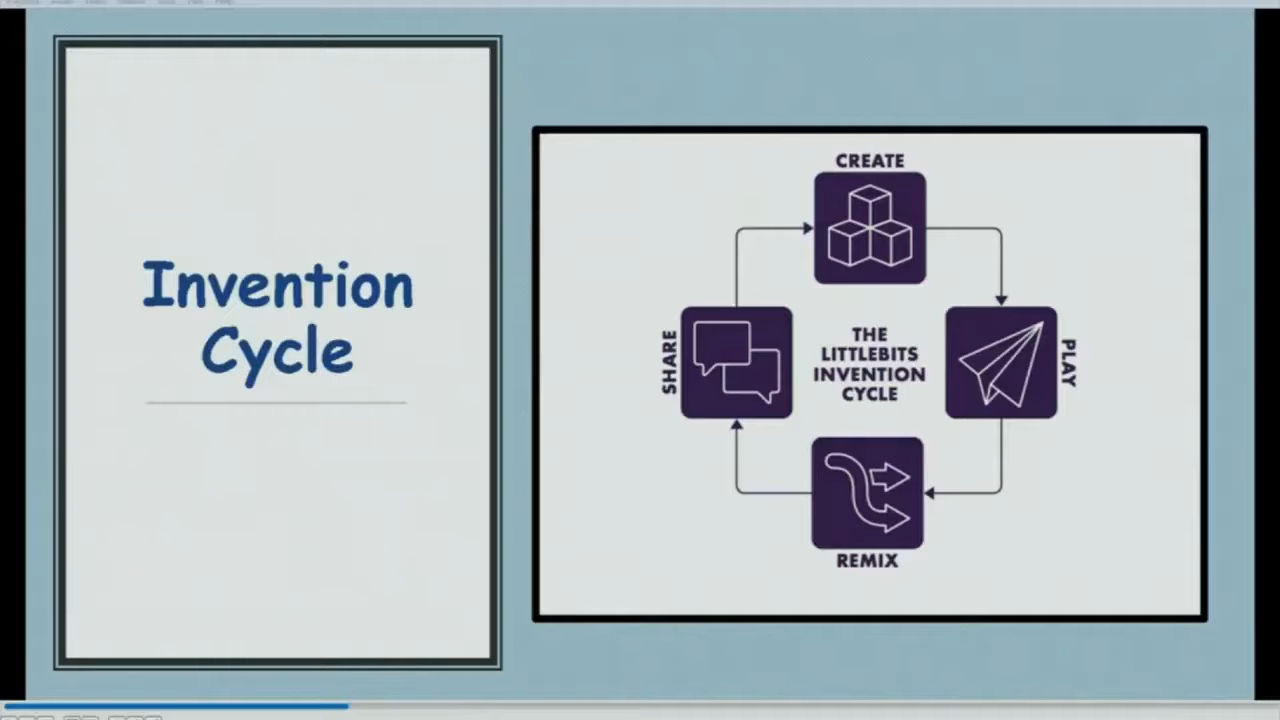 Invention
Cycle
CREATE
SHARE
THE
LITTLEBITS
INVENTION
CYCLE
PLAY
REMIX